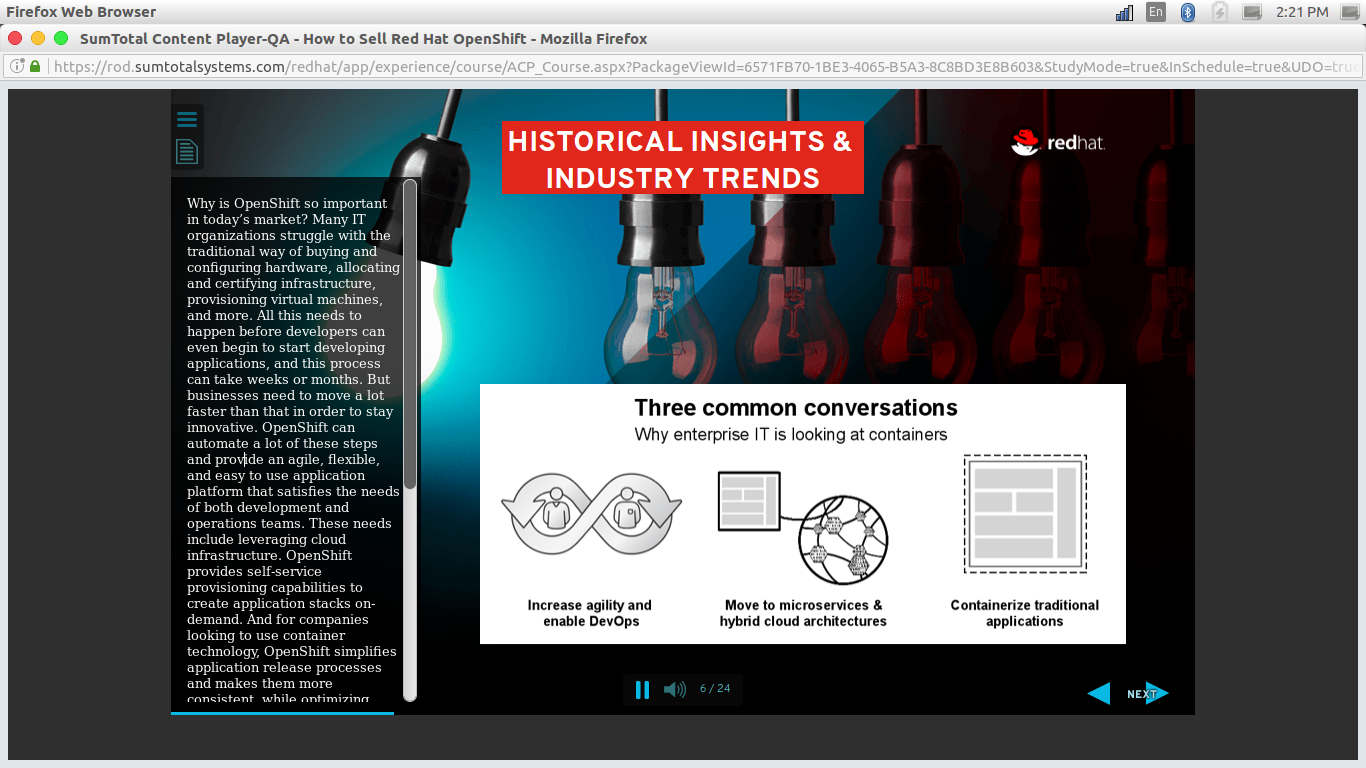 Firefox Web Browser
En
2:21 PM
SumTotal Content Player-QA - How to Sell Red Hat OpenShift - Mozilla Firefox
https://rod.sumtotalsystems.com/redhat/app/experience/course/ACP_Course.aspx?PackageViewId=6571FB70-1BE3-4065-B5A3-8C8BD3E8B603&StudyMode=true&InSchedule=true&UDO=true
HISTORICAL INSIGHTS &
INDUSTRY TRENDS
redhat.
Why is OpenShift so important
in today’s market? Many IT
organizations struggle with the
traditional way of buying and
configuring hardware, allocating
and certifying infrastructure,
provisioning virtual machines,
and more. All this needs to
happen before developers can
even begin to start developing
applications, and this process
can take weeks or months. But
businesses need to move a lot
faster than that in order to stay
innovative. OpenShift can
automate a lot of these steps
and provide an agile, flexible,
and easy to use application
platform that satisfies the needs
of both development and
operations teams. These needs
include leveraging cloud
infrastructure. OpenShift
provides self-service
provisioning capabilities to
create application stacks on-
demand. And for companies
looking to use container
technology, OpenShift simplifies
application release processes
and makes them more
consistent, while optimizing
Three common conversations
Why enterprise IT is looking at containers
Increase agility and
enable DevOps
Move to microservices &
hybrid cloud architectures
Containerize traditional
applications
6 / 24
NEXT